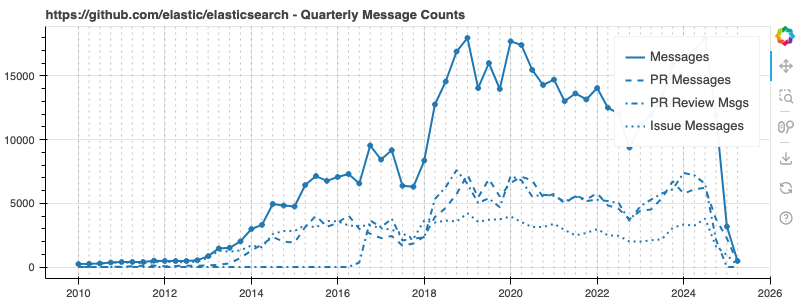 https://github.com/elastic/elasticsearch - Quarterly Message Counts
Messages
PR Messages
PR Review Msgs
Issue Messages
15000
10000
5000
0
2010 2012 2014 2016 2018 2020 2022 2024 2026